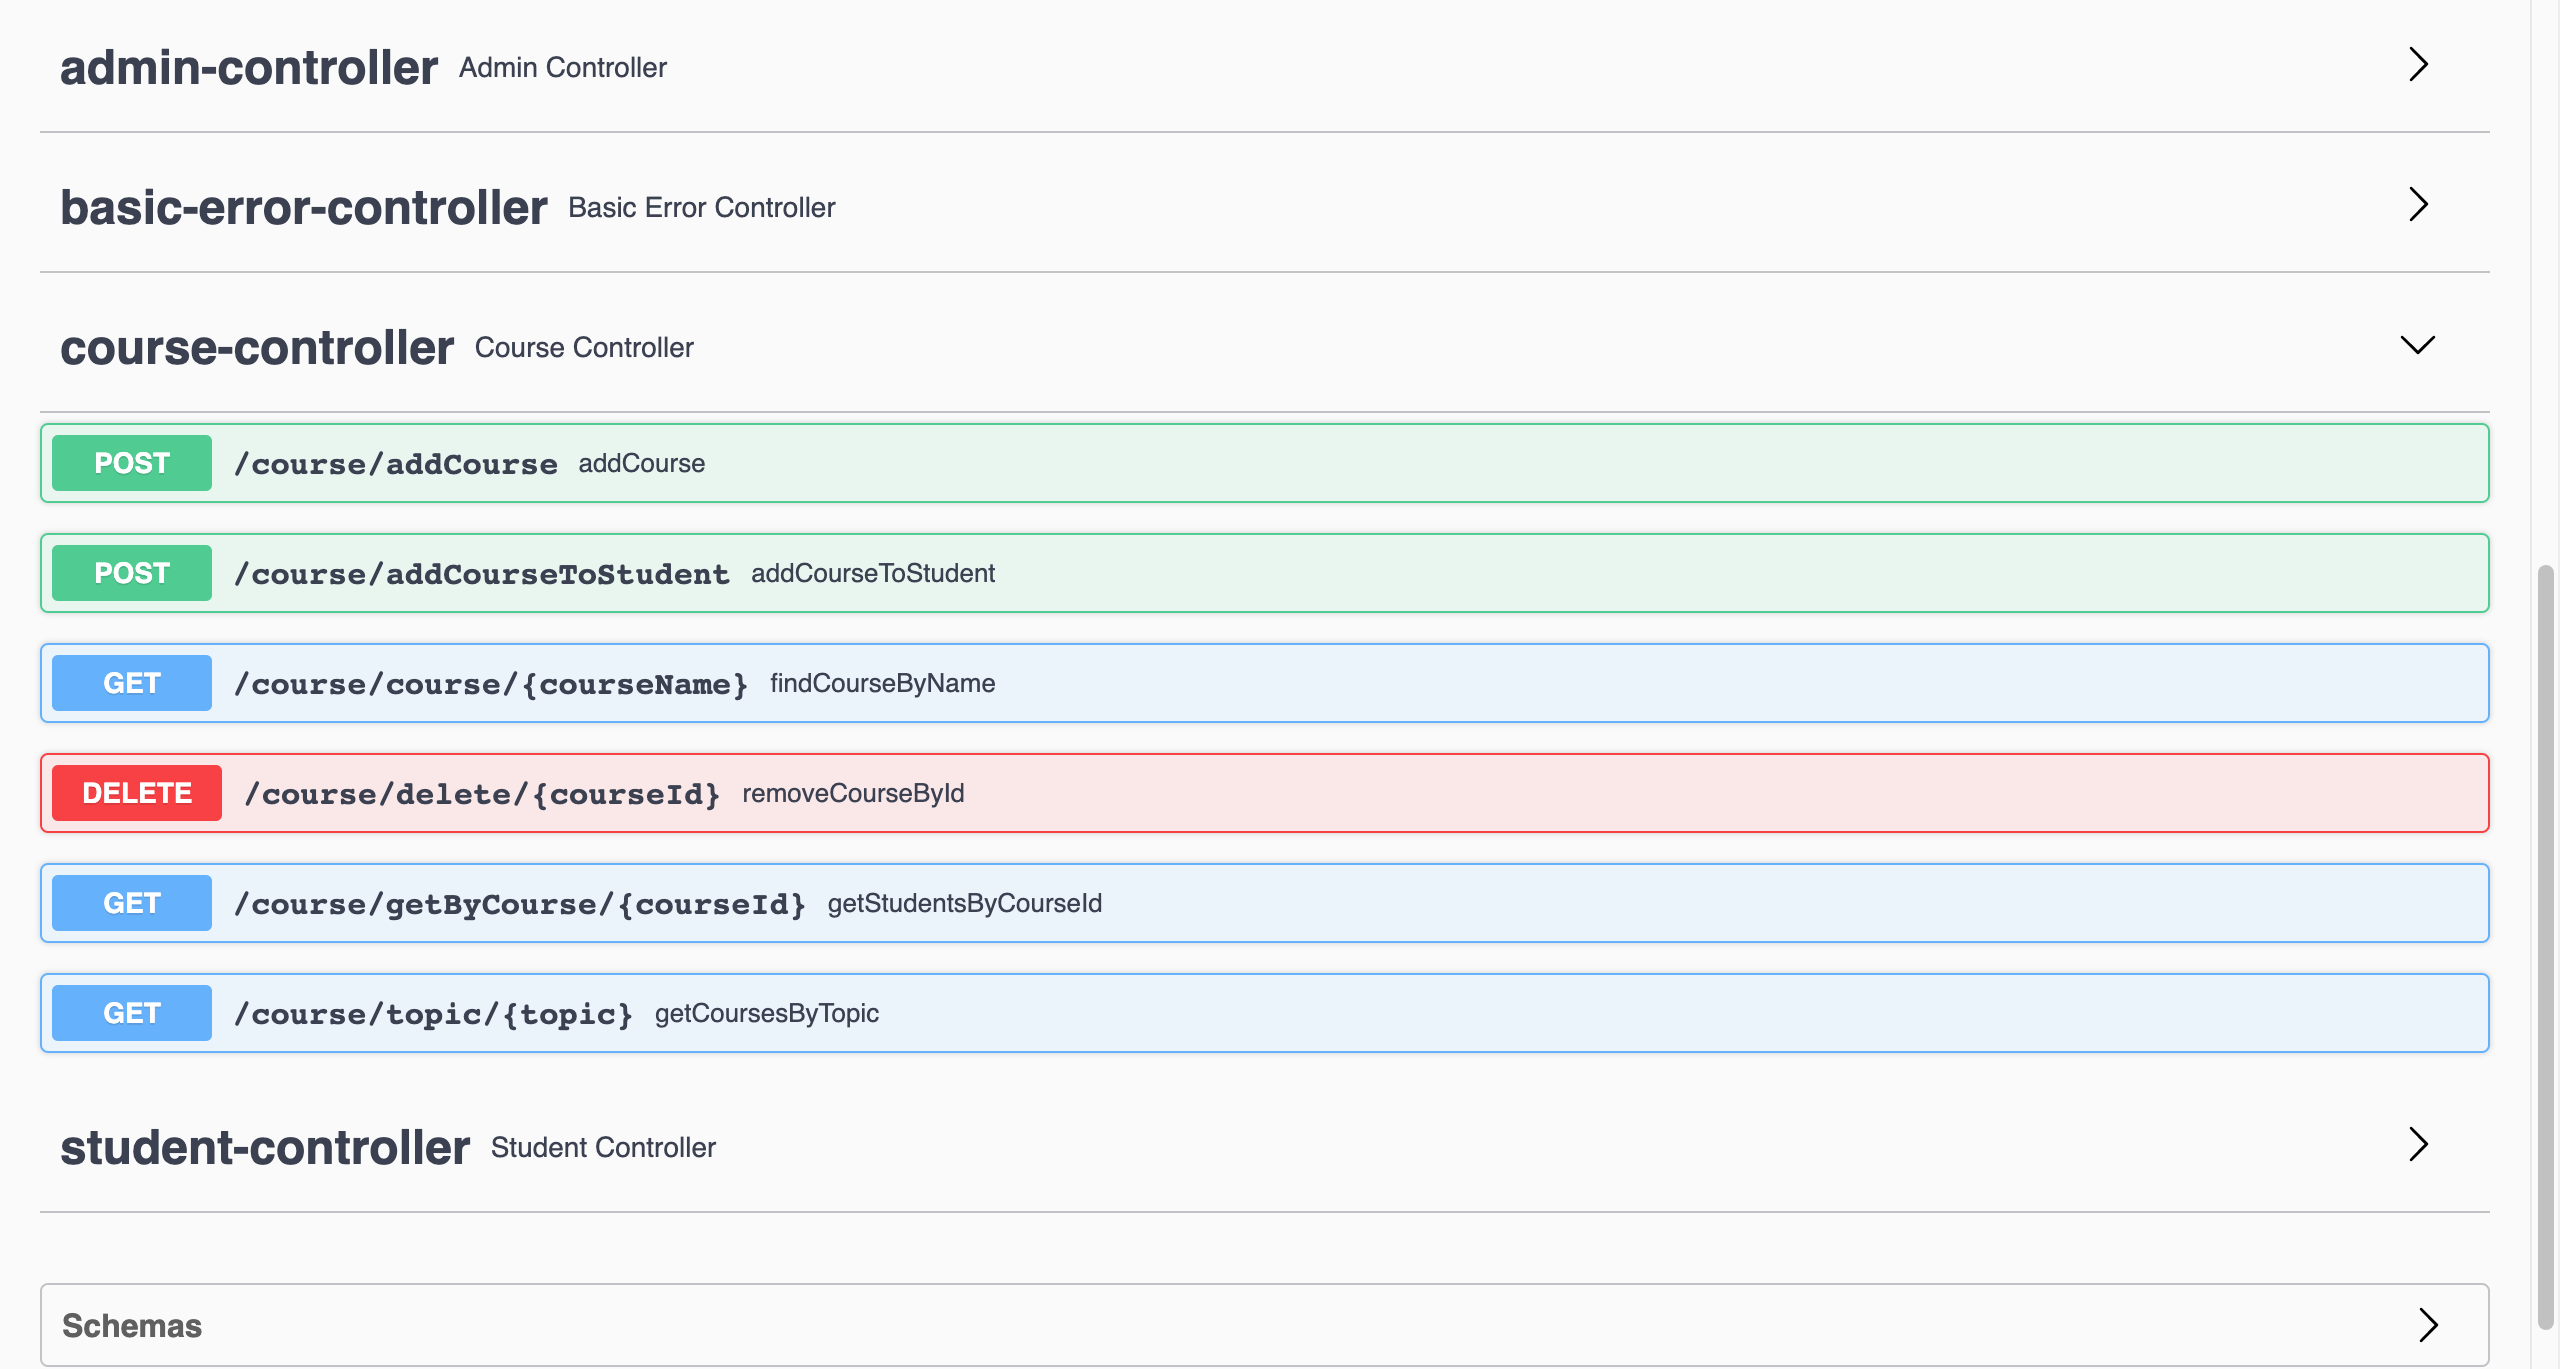 admin-controller Admin Controller
basic-error-controller Basic Error Controller
course-controller Course Controller
POST /course/addCourse addCourse
POST /course/addCourseToStudent addCourseToStudent
GET /course/course/{courseName} findCourseByName
DELETE /course/delete/{courseId} removeCourseById
GET /course/getByCourse/{courseId} getStudentsByCourseId
GET /course/topic/{topic} getCoursesByTopic
student-controller Student Controller
Schemas